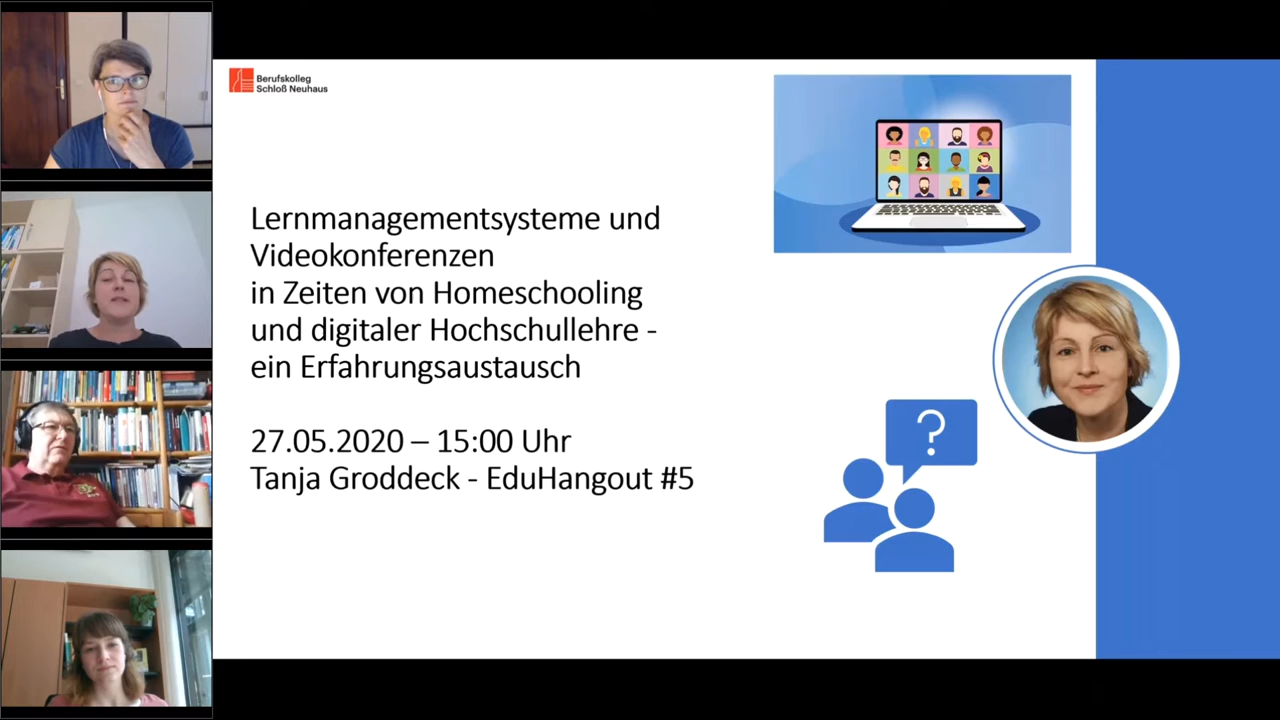 Berufskolleg
Schloß Neuhaus
Lernmanagementsysteme und
Videokonferenzen
in Zeiten von Homeschooling
und digitaler Hochschullehre -
ein Erfahrungsaustausch
27.05.2020 – 15:00 Uhr
Tanja Groddeck - EduHangout #5
?